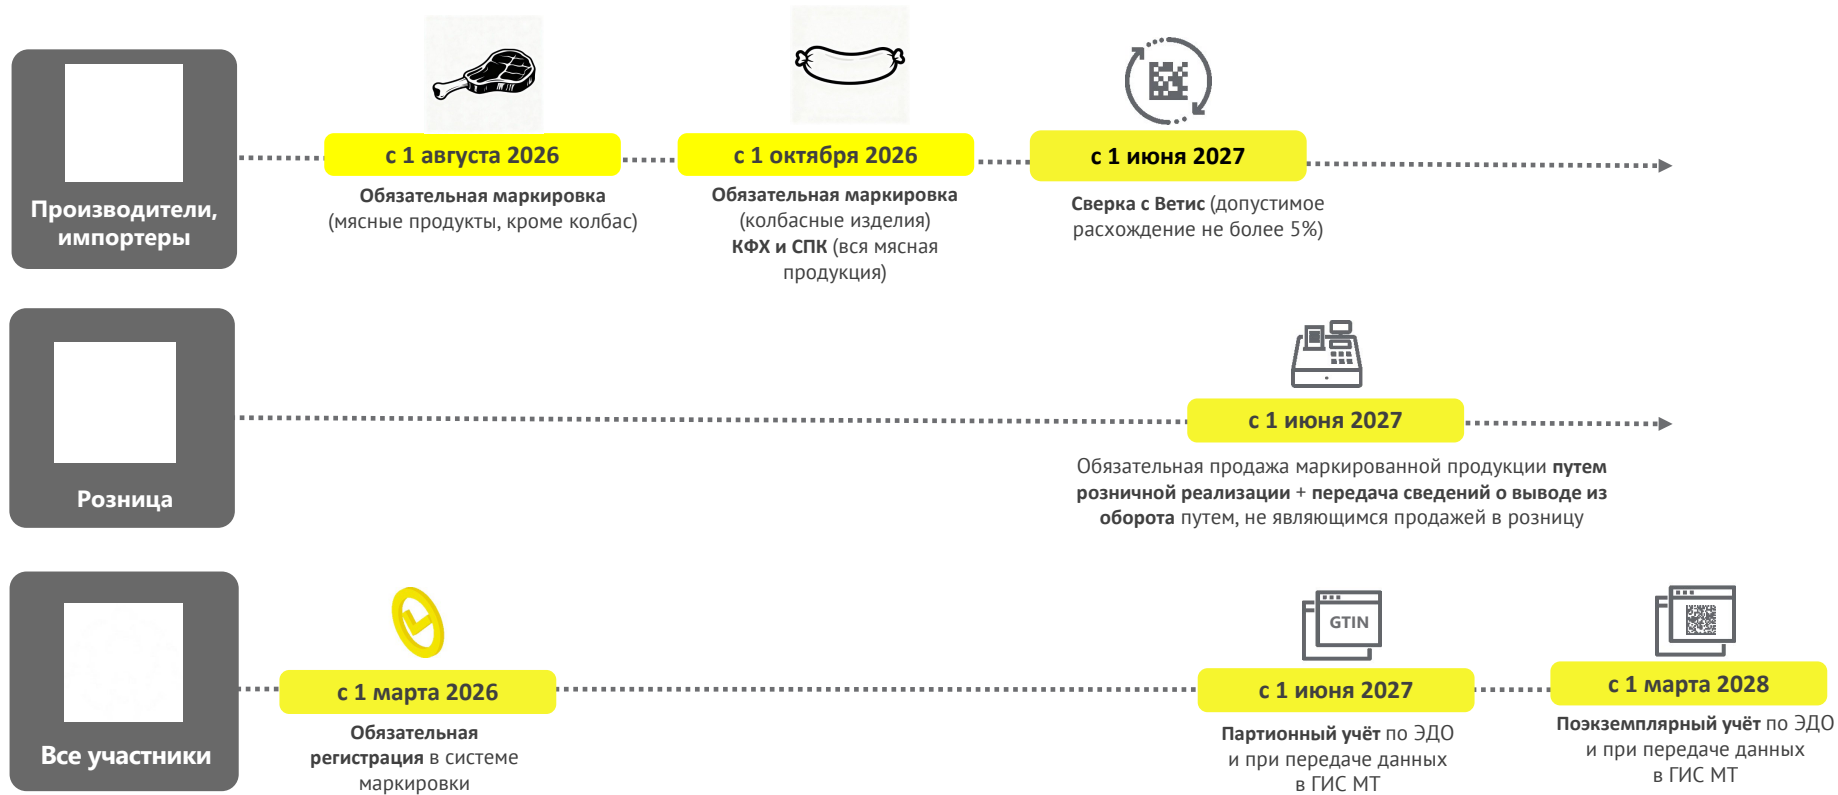 Производители,
импортеры
с 1 августа 2026
Обязательная маркировка
(мясные продукты, кроме колбас)
с 1 октября 2026
Обязательная маркировка
(колбасные изделия)
КФХ и СПК (вся мясная
продукция)
с 1 июня 2027
Сверка с Ветис (допустимое
расхождение не более 5%)
Розница
с 1 июня 2027
Обязательная продажа маркированной продукции путем
розничной реализации + передача сведений о выводе из
оборота путем, не являющимся продажей в розницу
Все участники
с 1 марта 2026
Обязательная
регистрация в системе
маркировки
GTIN
с 1 июня 2027
Партионный учёт по ЭДО
и при передаче данных
в ГИС МТ
с 1 марта 2028
Поэкземплярный учёт по ЭДО
и при передаче данных
в ГИС МТ